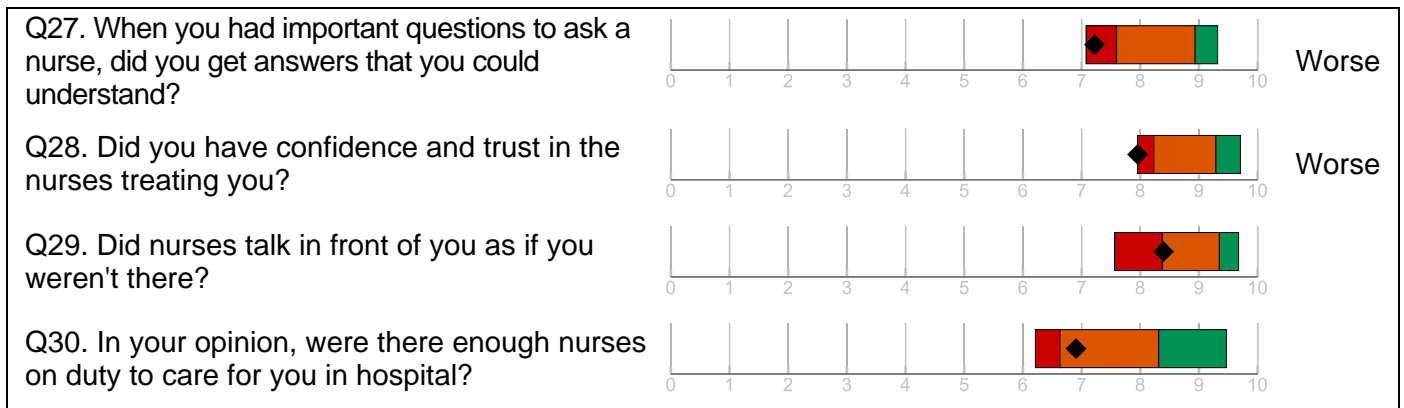 Q27. When you had important questions to ask a
nurse, did you get answers that you could
understand?
0 1 2 3 4 5 6 7 8 9 10
Worse
Q28. Did you have confidence and trust in the
nurses treating you?
0 1 2 3 4 5 6 7 8 9 10
Worse
Q29. Did nurses talk in front of you as if you
weren't there?
0 1 2 3 4 5 6 7 8 9 10
Q30. In your opinion, were there enough nurses
on duty to care for you in hospital?
0 1 2 3 4 5 6 7 8 9 10